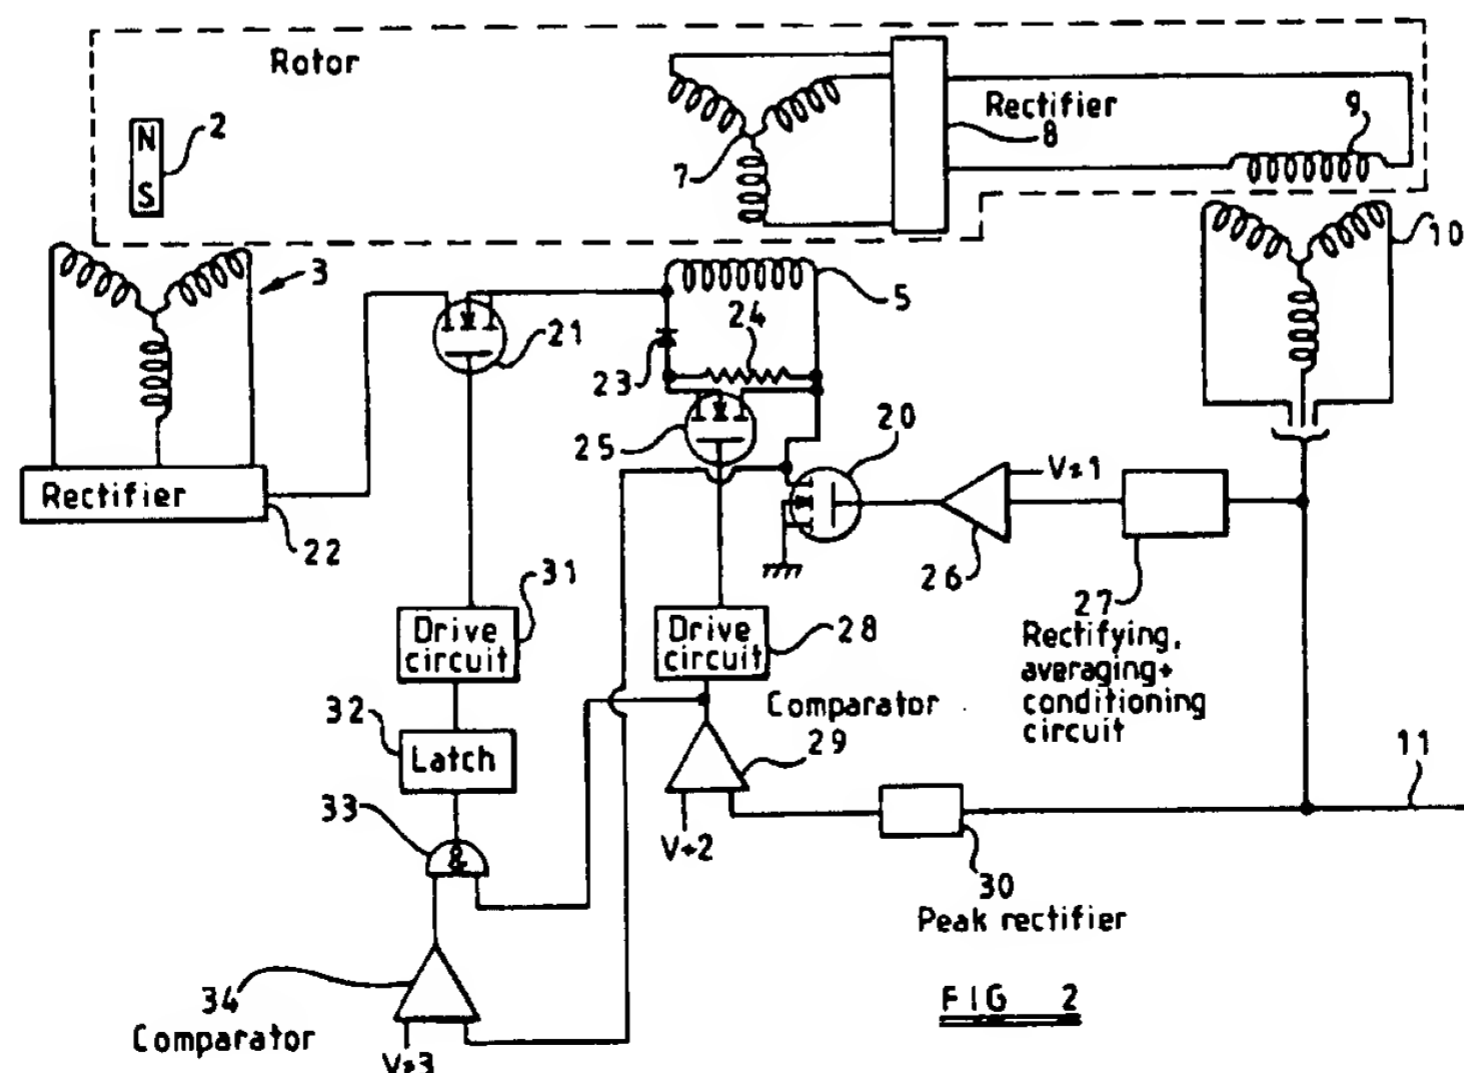 Rotor
N
S
2
7
Rectifier
8
9
10
3
21
5
24
23
25
20
V≠1
Rectifier
22
26
27
Rectifying,
averaging+
conditioning
circuit
31
Drive
circuit
28
Drive
circuit
32
Latch
Comparator
29
11
33
&
V+2
30
Peak rectifier
34
Comparator
V≠3
FIG 2